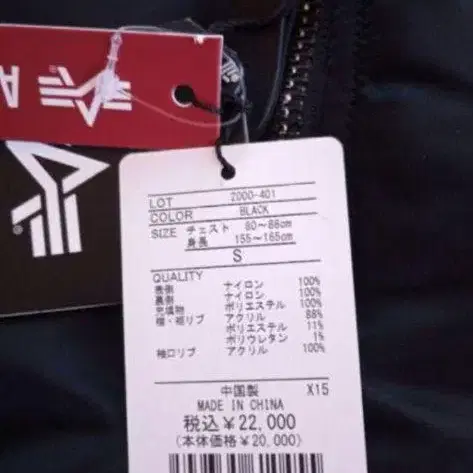 A
LOT 2000-401
COLOR BLACK
SIZE チェスト 80～86cm
身長 155～165cm
S
QUALITY
表側 ナイロン 100%
裏側 ナイロン 100%
充填物 ポリエステル 100%
襟・裾リブ アクリル 88%
ポリエステル 11%
ポリウレタン 1%
袖口リブ アクリル 100%
中国製 X15
MADE IN CHINA
税込￥22,000
(本体価格￥20,000)